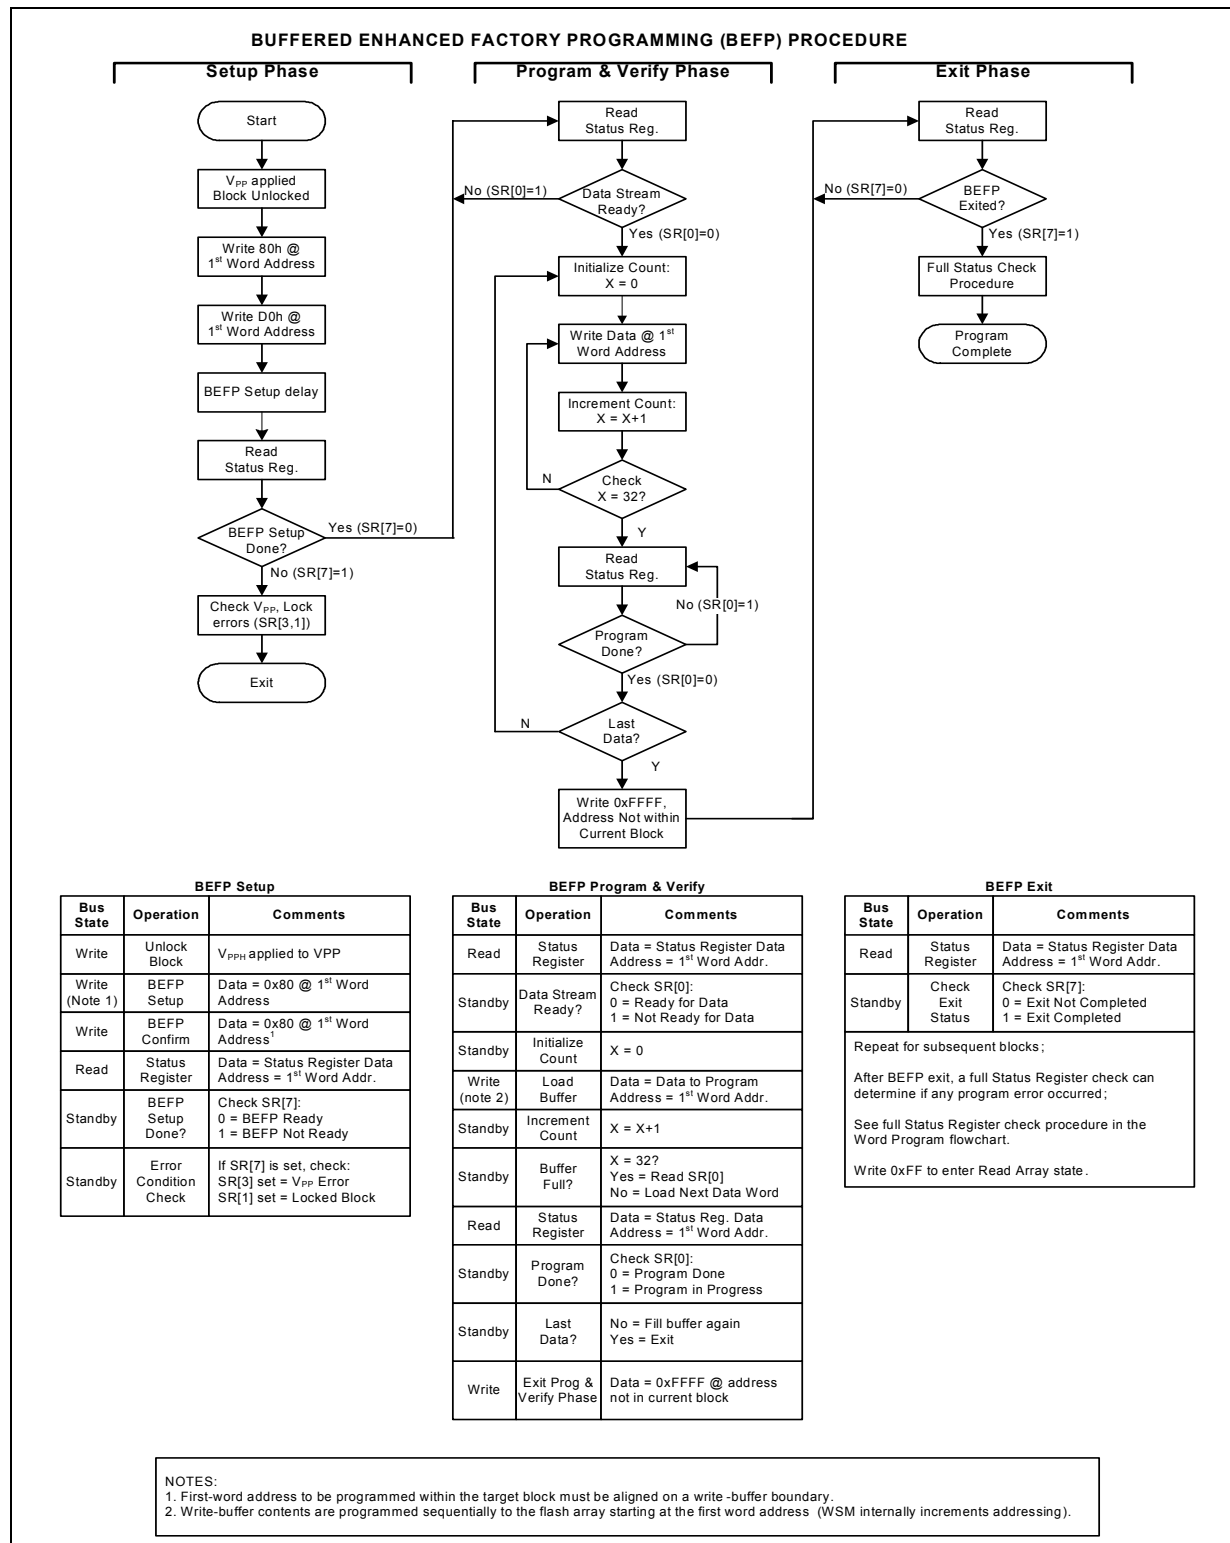 BUFFERED ENHANCED FACTORY PROGRAMMING (BEFP) PROCEDURE
Setup Phase
Start
VPP applied
Block Unlocked
Write 80h @
1st Word Address
Write D0h @
1st Word Address
BEFP Setup delay
Read
Status Reg.
BEFP Setup
Done?
Yes (SR[7]=0)
No (SR[7]=1)
Check VPP, Lock
errors (SR[3,1])
Exit
Program & Verify Phase
Read
Status Reg.
No (SR[0]=1)
Data Stream
Ready?
Yes (SR[0]=0)
Initialize Count:
X = 0
Write Data @ 1st
Word Address
Increment Count:
X = X+1
N
Check
X = 32?
Y
Read
Status Reg.
No (SR[0]=1)
Program
Done?
Yes (SR[0]=0)
N
Last
Data?
Y
Write 0xFFFF,
Address Not within
Current Block
Exit Phase
Read
Status Reg.
No (SR[7]=0)
BEFP
Exited?
Yes (SR[7]=1)
Full Status Check
Procedure
Program
Complete
BEFP Setup
Bus State | Operation | Comments
Write | Unlock Block | VPPH applied to VPP
Write (Note 1) | BEFP Setup | Data = 0x80 @ 1st Word Address
Write | BEFP Confirm | Data = 0x80 @ 1st Word Address1
Read | Status Register | Data = Status Register Data Address = 1st Word Addr.
Standby | BEFP Setup Done? | Check SR[7]:
0 = BEFP Ready
1 = BEFP Not Ready
Standby | Error Condition Check | If SR[7] is set, check:
SR[3] set = VPP Error
SR[1] set = Locked Block
BEFP Program & Verify
Bus State | Operation | Comments
Read | Status Register | Data = Status Register Data Address = 1st Word Addr.
Standby | Data Stream Ready? | Check SR[0]:
0 = Ready for Data
1 = Not Ready for Data
Standby | Initialize Count | X = 0
Write (note 2) | Load Buffer | Data = Data to Program Address = 1st Word Addr.
Standby | Increment Count | X = X+1
Standby | Buffer Full? | X = 32?
Yes = Read SR[0]
No = Load Next Data Word
Read | Status Register | Data = Status Reg. Data Address = 1st Word Addr.
Standby | Program Done? | Check SR[0]:
0 = Program Done
1 = Program in Progress
Standby | Last Data? | No = Fill buffer again
Yes = Exit
Write | Exit Prog & Verify Phase | Data = 0xFFFF @ address not in current block
BEFP Exit
Bus State | Operation | Comments
Read | Status Register | Data = Status Register Data Address = 1st Word Addr.
Standby | Check Exit Status | Check SR[7]:
0 = Exit Not Completed
1 = Exit Completed
Repeat for subsequent blocks;
After BEFP exit, a full Status Register check can
determine if any program error occurred;
See full Status Register check procedure in the
Word Program flowchart.
Write 0xFF to enter Read Array state.
NOTES:
1. First-word address to be programmed within the target block must be aligned on a write -buffer boundary.
2. Write-buffer contents are programmed sequentially to the flash array starting at the first word address (WSM internally increments addressing).